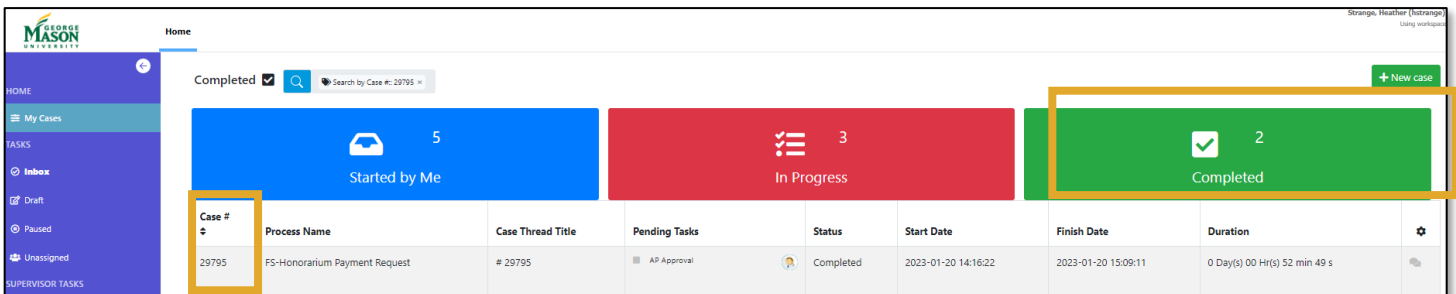 GEORGE
MASON
UNIVERSITY
Home
Strange, Heather (hstrange)
Using workspace
HOME
My Cases
TASKS
Inbox
Draft
Paused
Unassigned
SUPERVISOR TASKS
Completed
Search by Case #: 29795 ×
+ New case
5
Started by Me
3
In Progress
2
Completed
Case # Process Name Case Thread Title Pending Tasks Status Start Date Finish Date Duration
29795 FS-Honorarium Payment Request # 29795 AP Approval Completed 2023-01-20 14:16:22 2023-01-20 15:09:11 0 Day(s) 00 Hr(s) 52 min 49 s